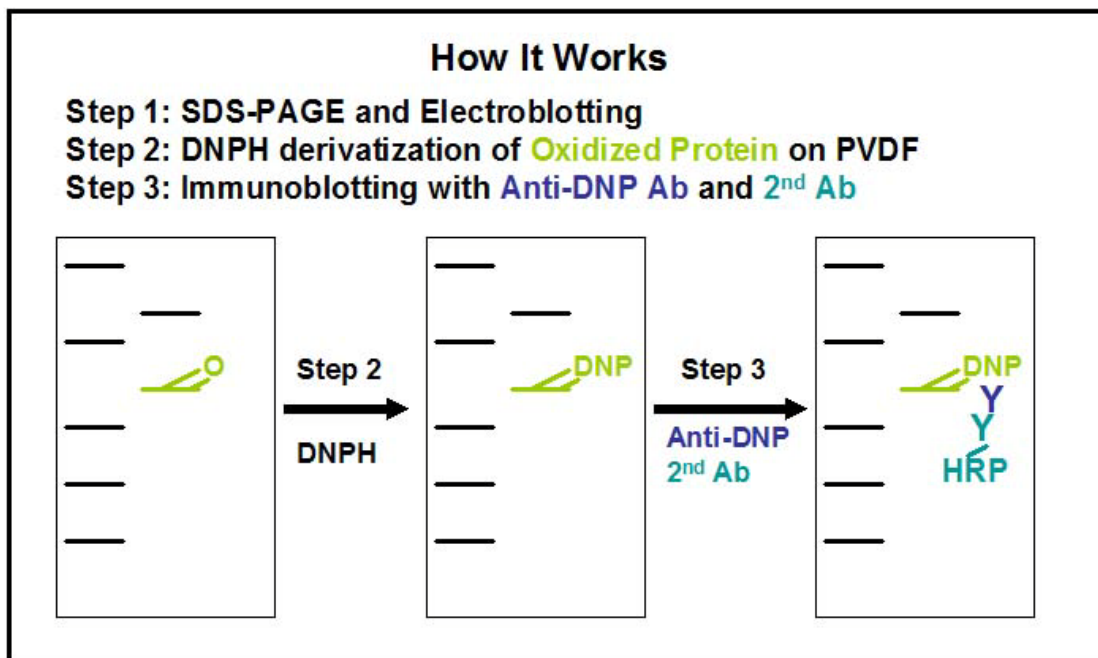 How It Works
Step 1: SDS-PAGE and Electroblotting
Step 2: DNPH derivatization of Oxidized Protein on PVDF
Step 3: Immunoblotting with Anti-DNP Ab and 2nd Ab
O
Step 2
DNPH
DNP
Step 3
Anti-DNP
2nd Ab
DNP
Y
Y
HRP